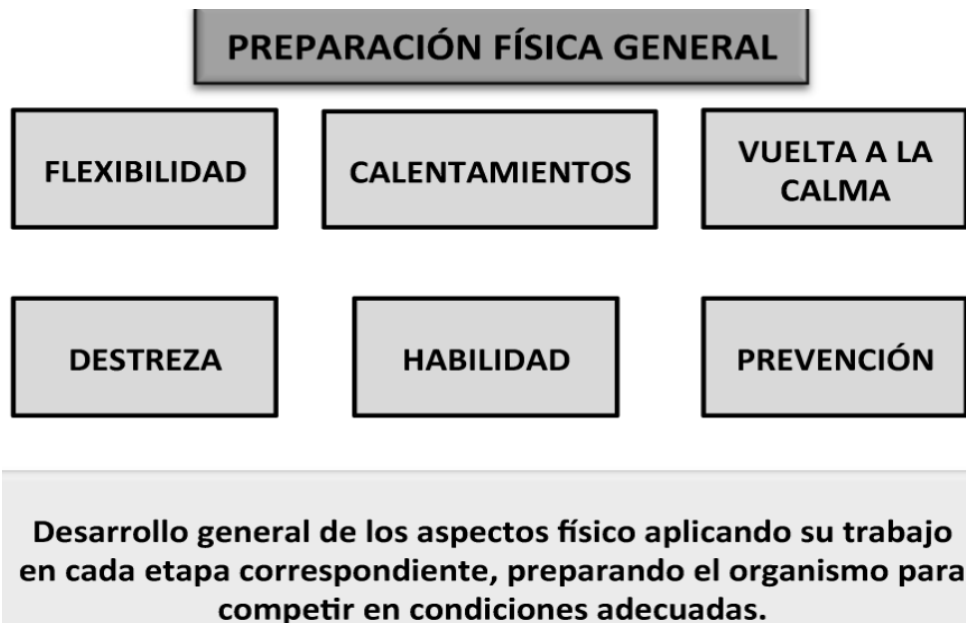 PREPARACIÓN FÍSICA GENERAL
FLEXIBILIDAD
CALENTAMIENTOS
VUELTA A LA
CALMA
DESTREZA
HABILIDAD
PREVENCIÓN
Desarrollo general de los aspectos físico aplicando su trabajo
en cada etapa correspondiente, preparando el organismo para
competir en condiciones adecuadas.